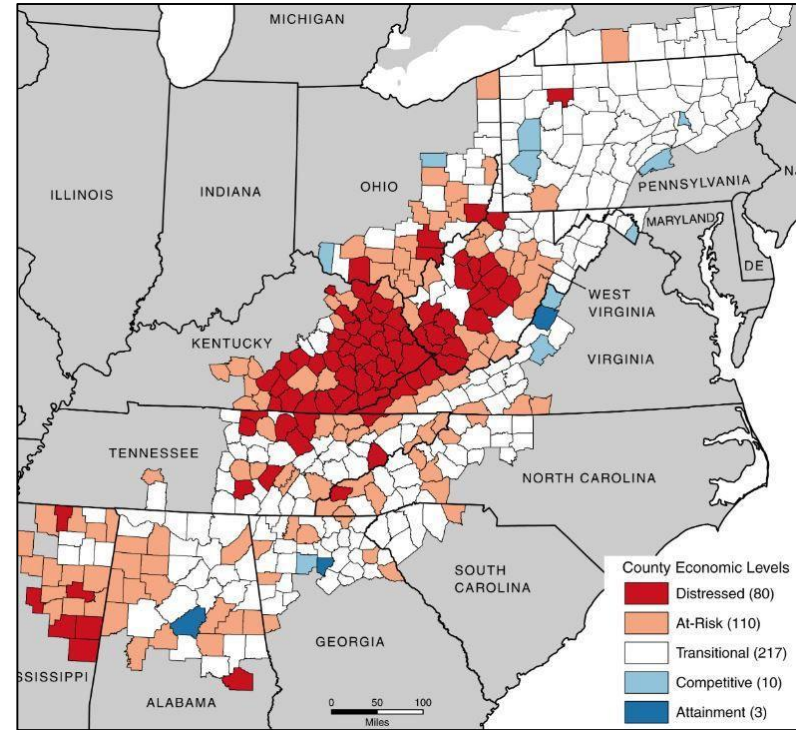 MICHIGAN
ILLINOIS
INDIANA
OHIO
PENNSYLVANIA
N
MARYLAND
DE
WEST
VIRGINIA
KENTUCKY
VIRGINIA
TENNESSEE
NORTH CAROLINA
SOUTH
CAROLINA
SSISSIPPI
ALABAMA
GEORGIA
0 50 100
Miles
County Economic Levels
Distressed (80)
At-Risk (110)
Transitional (217)
Competitive (10)
Attainment (3)